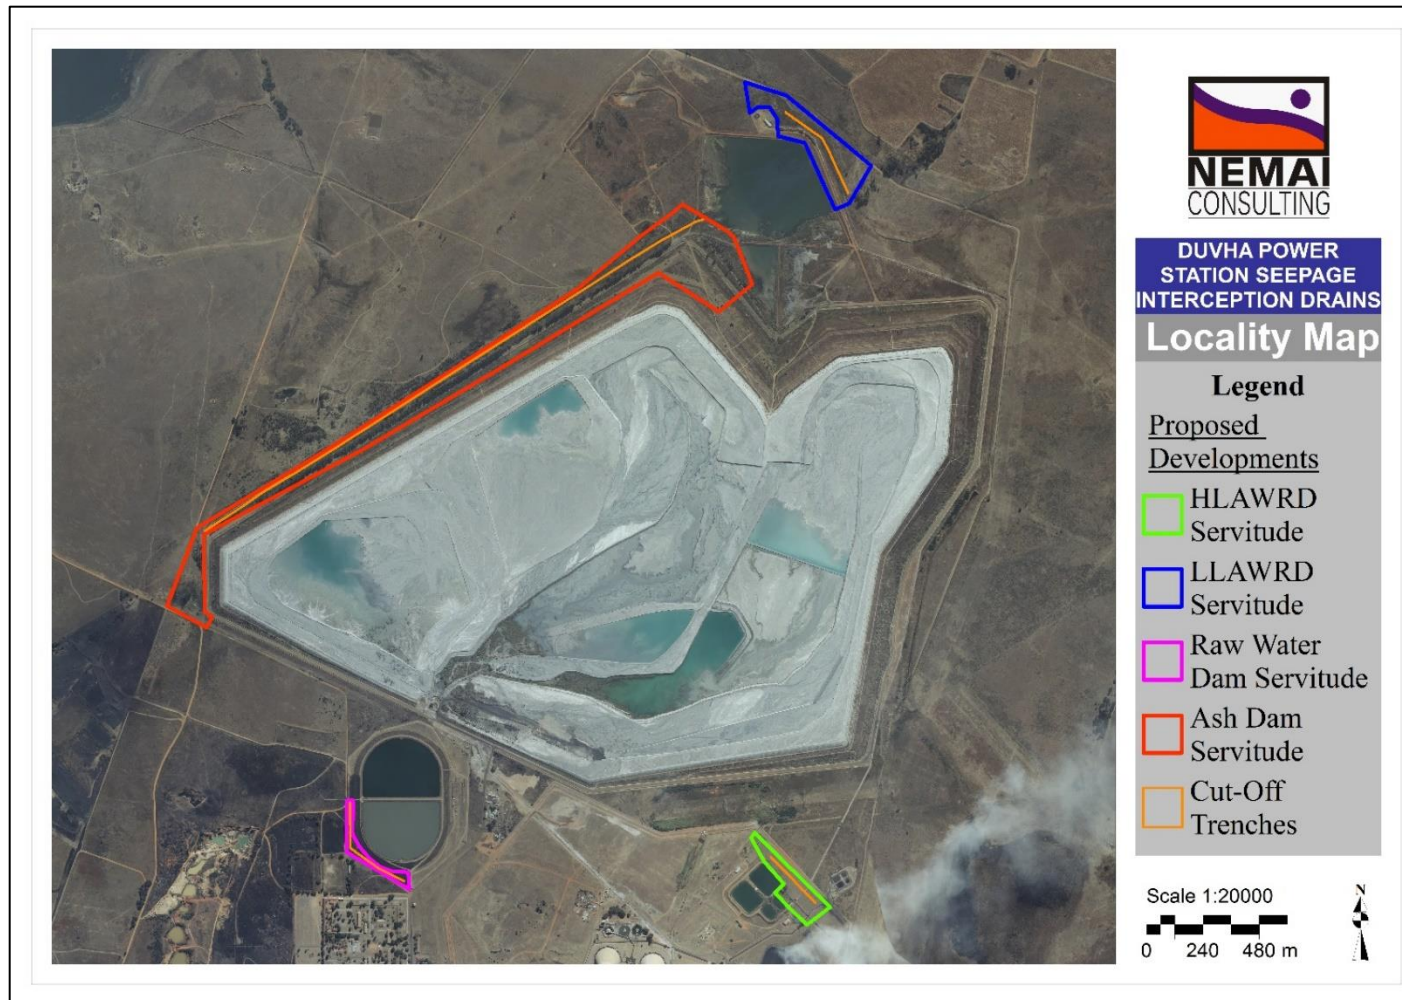 NEMAI
CONSULTING
DUVHA POWER
STATION SEEPAGE
INTERCEPTION DRAINS
Locality Map
Legend
Proposed
Developments
HLAWRD
Servitude
LLAWRD
Servitude
Raw Water
Dam Servitude
Ash Dam
Servitude
Cut-Off
Trenches
Scale 1:20000
N
0 240 480 m